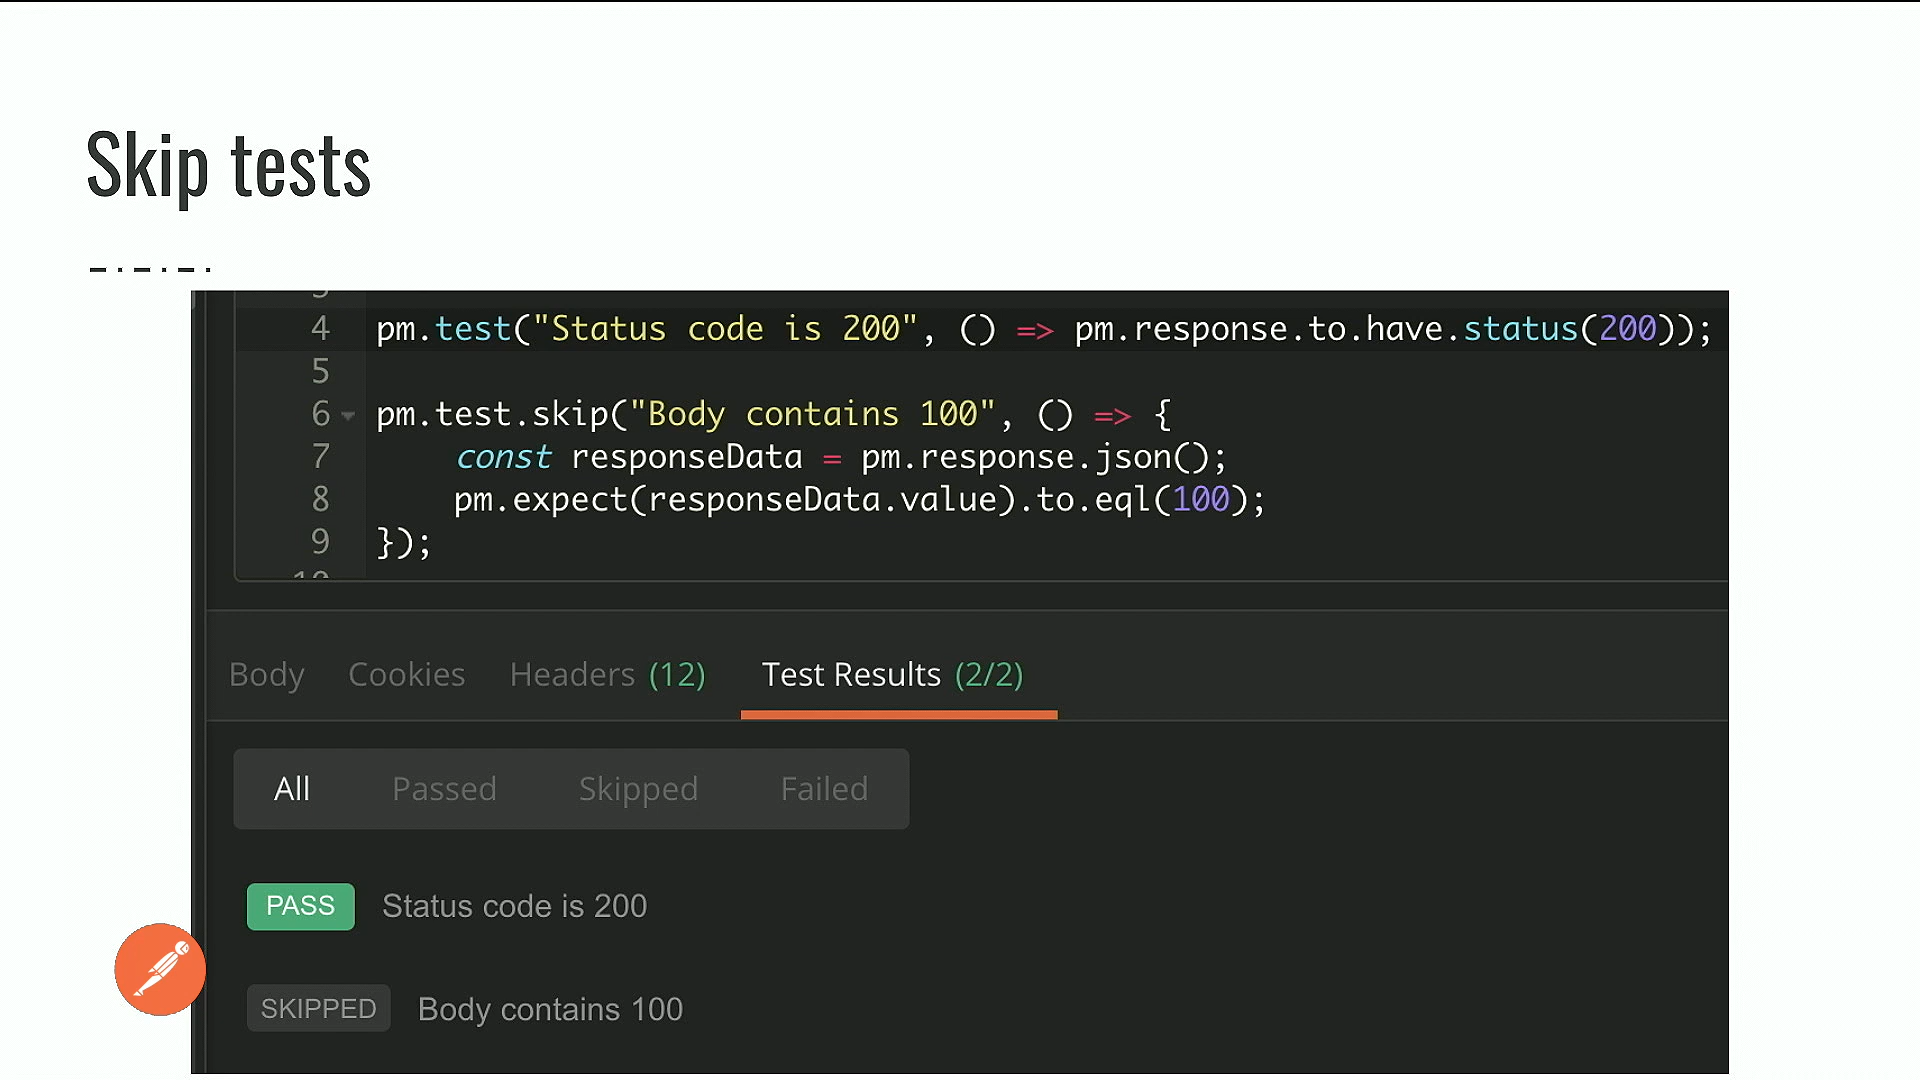 Skip tests
4 pm.test("Status code is 200", () => pm.response.to.have.status(200));
5
6 pm.test.skip("Body contains 100", () => {
7 const responseData = pm.response.json();
8 pm.expect(responseData.value).to.eql(100);
9 });
Body Cookies Headers (12) Test Results (2/2)
All Passed Skipped Failed
PASS Status code is 200
SKIPPED Body contains 100